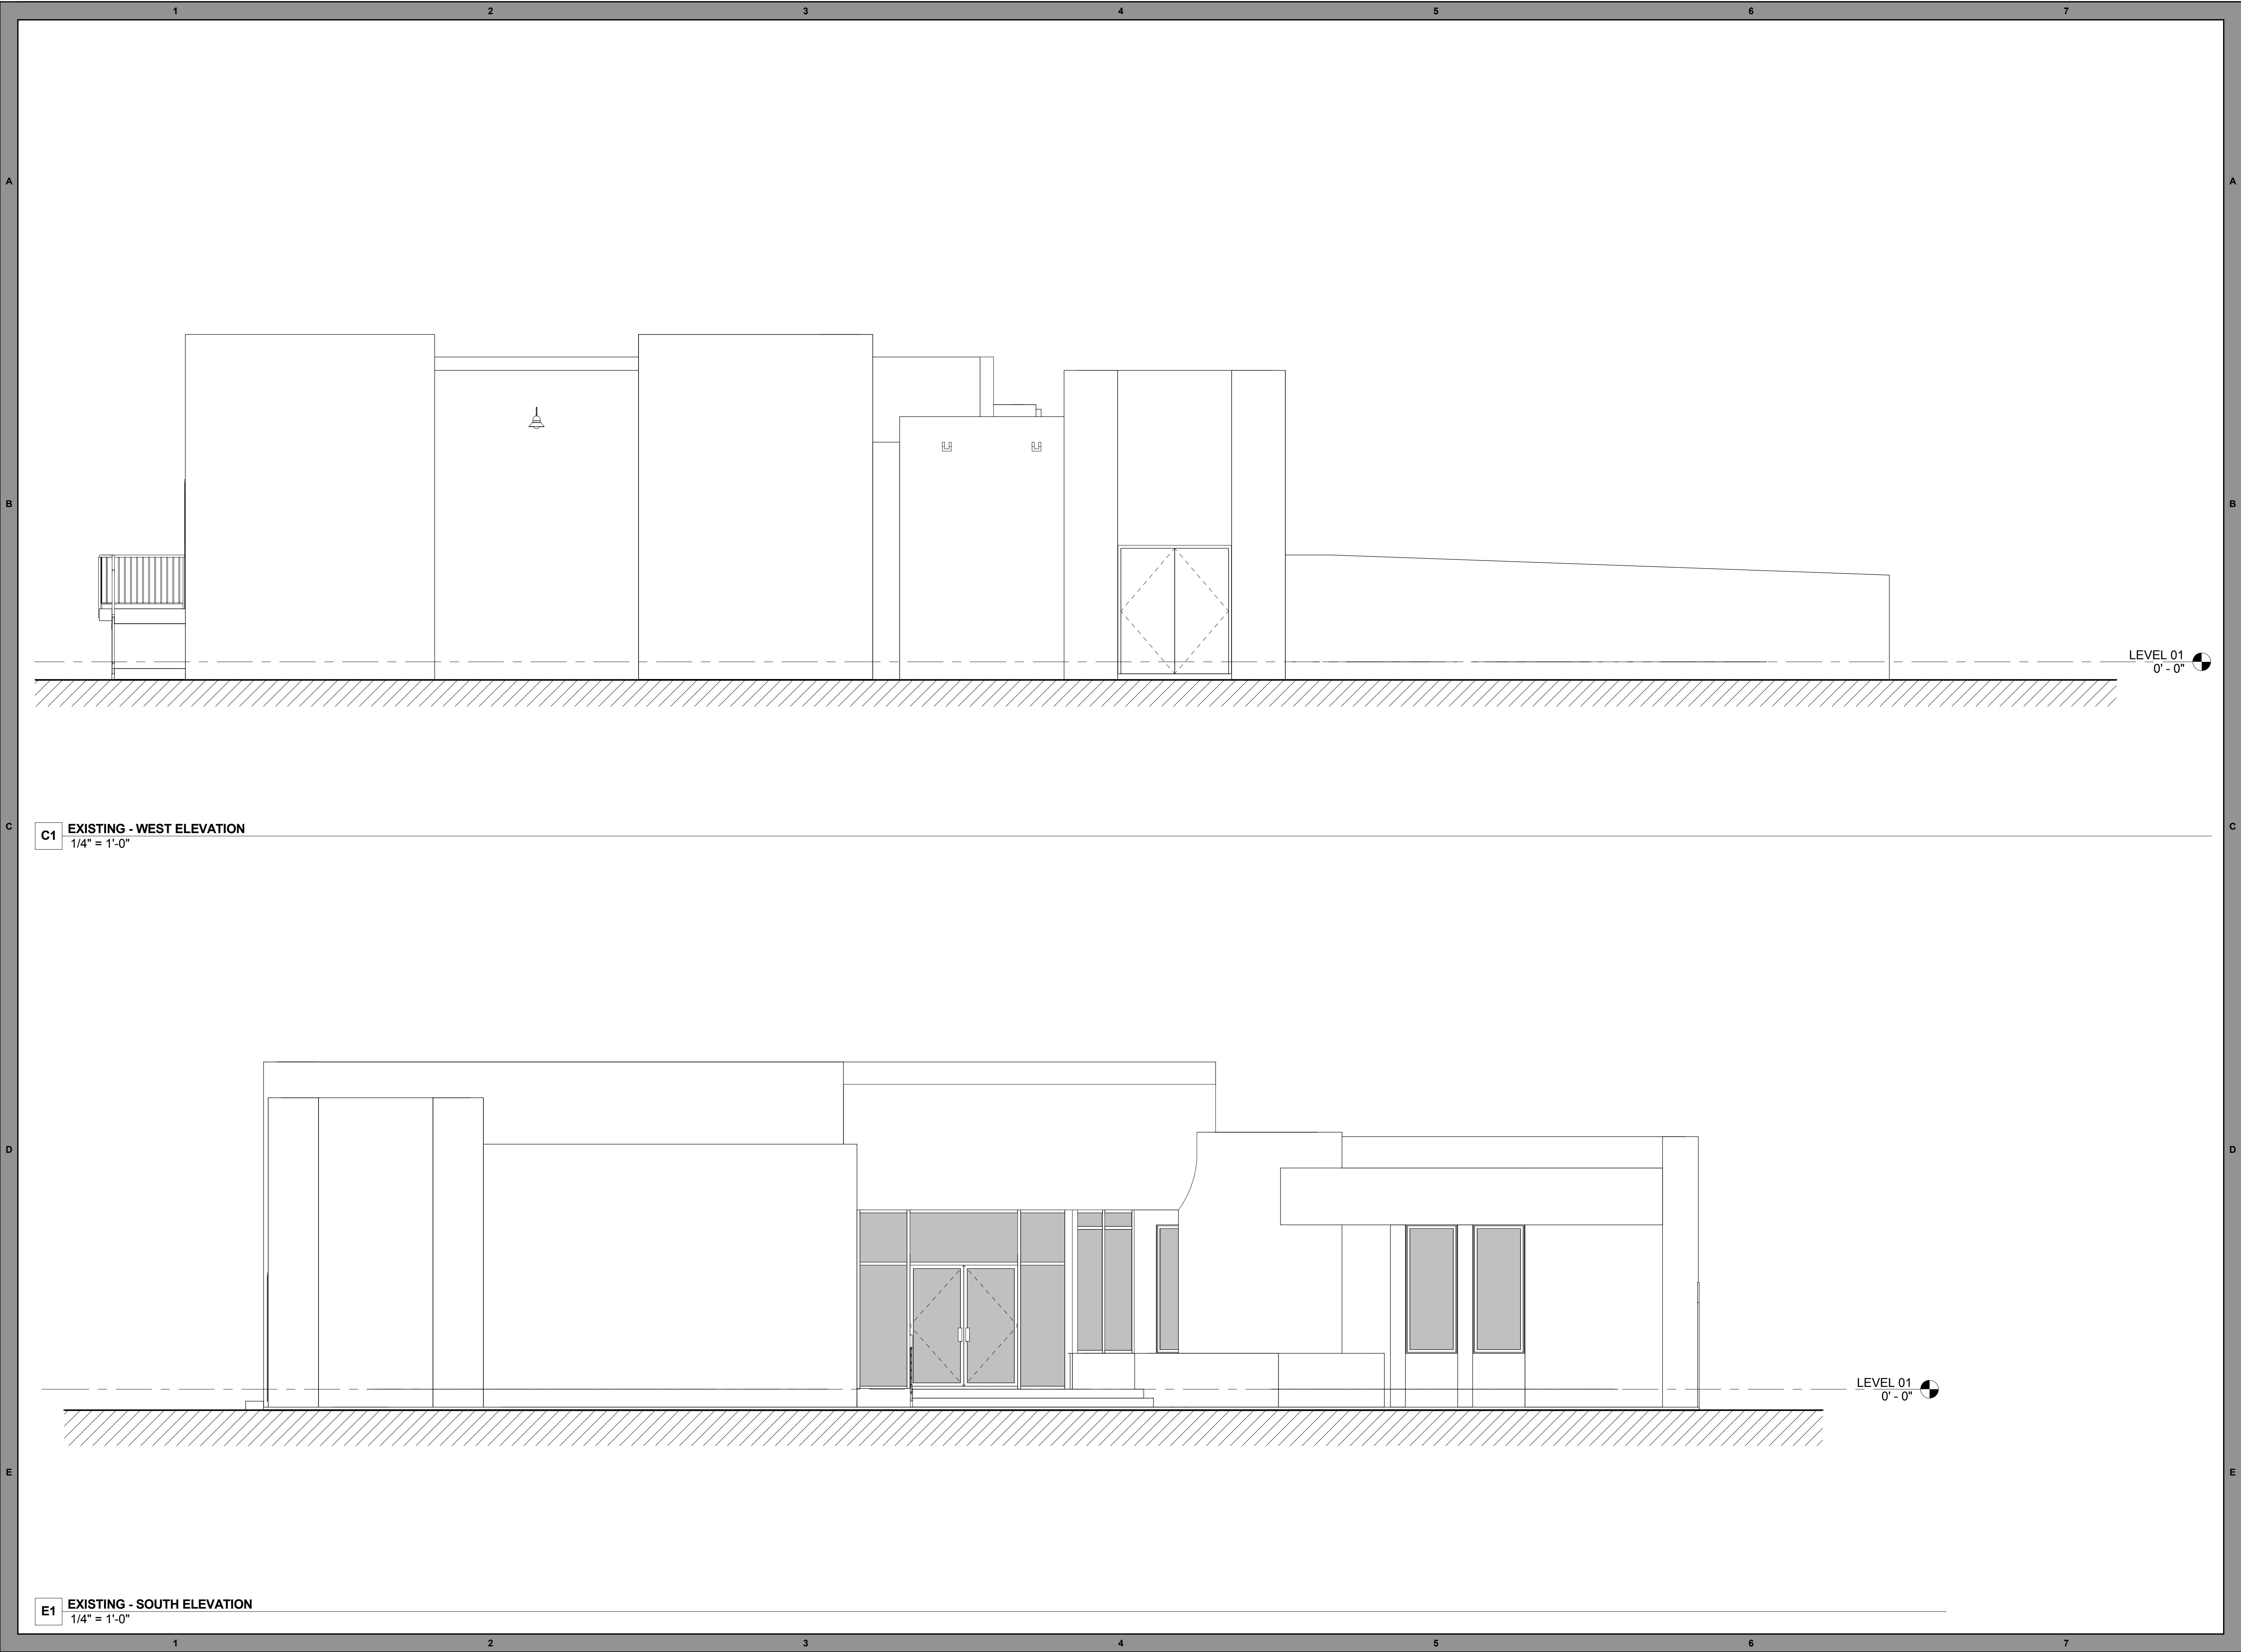 1 2 3 4 5 6 7
A A
B B
LEVEL 01
0' - 0"
C C
C1 EXISTING - WEST ELEVATION
1/4" = 1'-0"
D D
LEVEL 01
0' - 0"
E E
E1 EXISTING - SOUTH ELEVATION
1/4" = 1'-0"
1 2 3 4 5 6 7